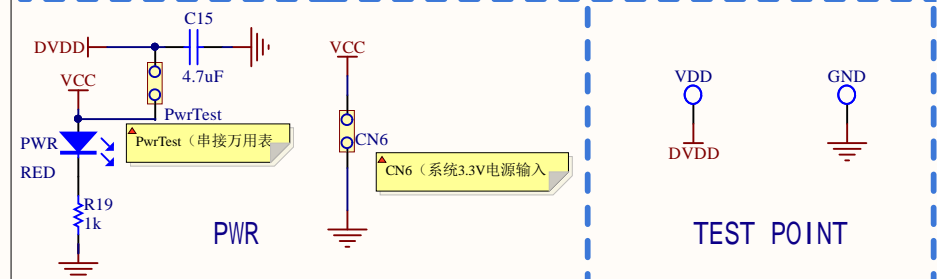 C15
DVDD
4.7uF
VCC
PwrTest
PwrTest（串接万用表
PWR
RED
R19
1k
VCC
CN6
CN6（系统3.3V电源输入
PWR
VDD
DVDD
GND
TEST POINT